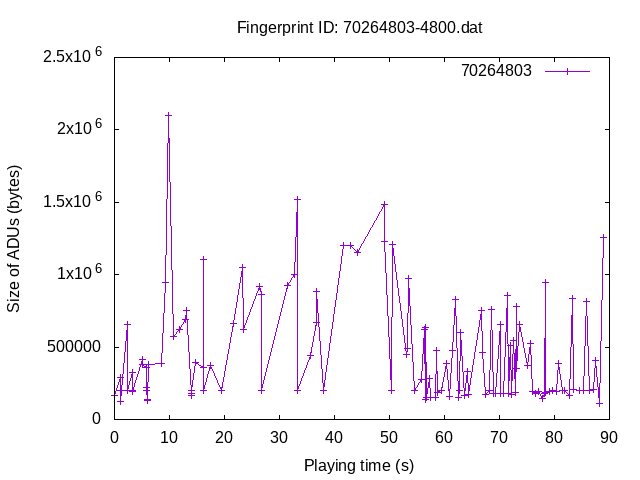 Fingerprint ID: 70264803-4800.dat
2.5x10^6
70264803
2x10^6
1.5x10^6
1x10^6
500000
0
Size of ADUs (bytes)
0 10 20 30 40 50 60 70 80 90
Playing time (s)